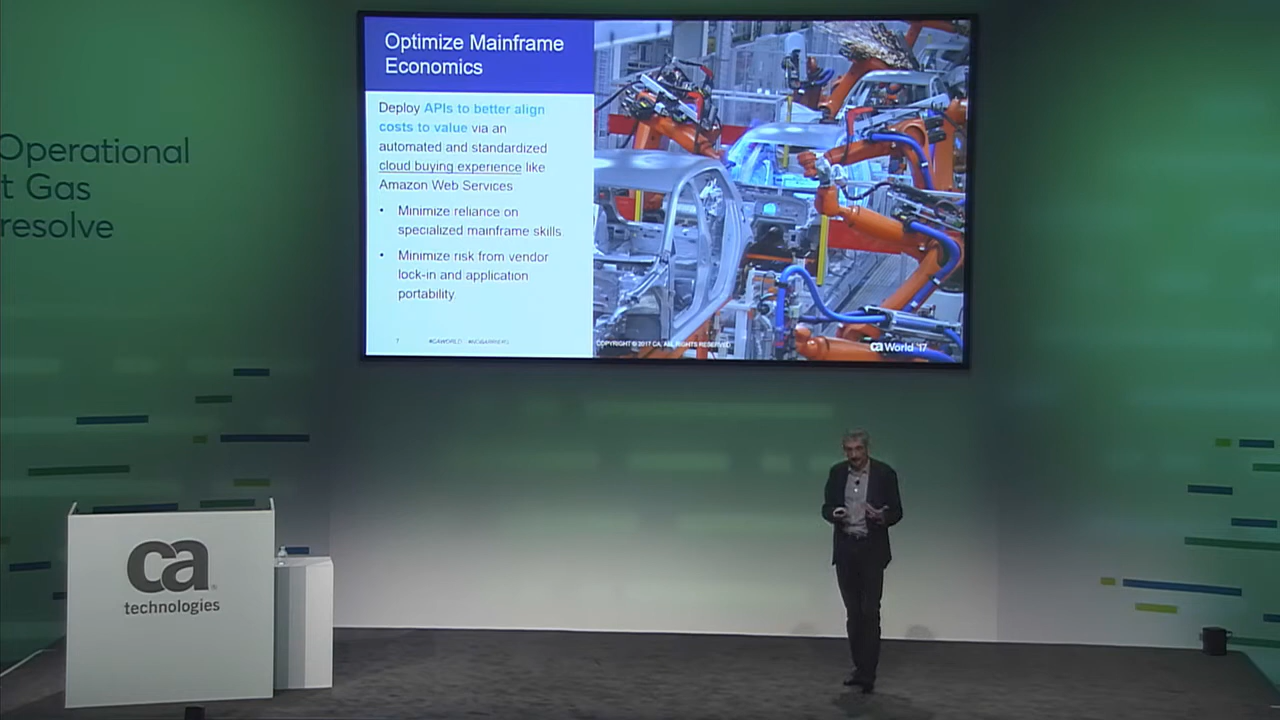 Optimize Mainframe
Economics
Deploy APIs to better align
costs to value via an
automated and standardized
cloud buying experience like
Amazon Web Services
• Minimize reliance on
specialized mainframe skills
• Minimize risk from vendor
lock-in and application
portability.
7 #CAWORLD
COPYRIGHT © 2017 CA. ALL RIGHTS RESERVED
ca World '17
Operational
t Gas
resolve
ca
technologies